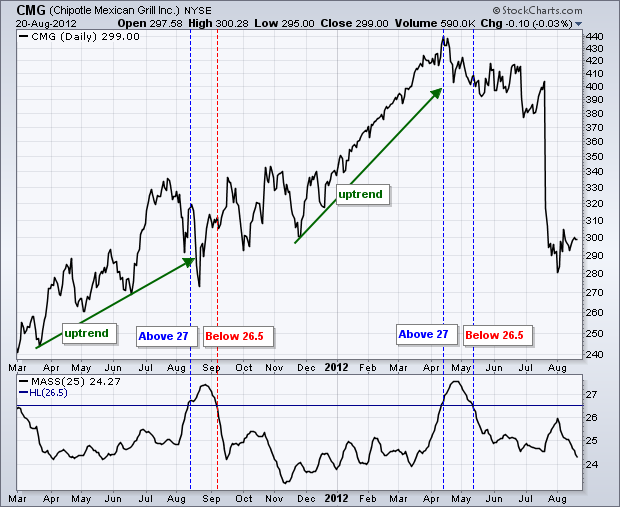 CMG (Chipotle Mexican Grill Inc.) NYSE © StockCharts.com
20-Aug-2012 Open 297.58 High 300.28 Low 295.00 Close 299.00 Volume 590.0K Chg -0.10 (-0.03%)
CMG (Daily) 299.00
440
430
420
410
400
390
380
370
360
350
340
330
320
310
300
290
280
270
260
250
240
uptrend
uptrend
Above 27
Below 26.5
Above 27
Below 26.5
Mar Apr May Jun Jul Aug Sep Oct Nov Dec 2012 Feb Mar Apr May Jun Jul Aug
MASS(25) 24.27
HL(26.5)
27
26
25
24
Mar Apr May Jun Jul Aug Sep Oct Nov Dec 2012 Feb Mar Apr May Jun Jul Aug